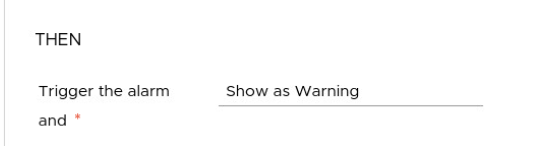 THEN
Trigger the alarm and *
Show as Warning